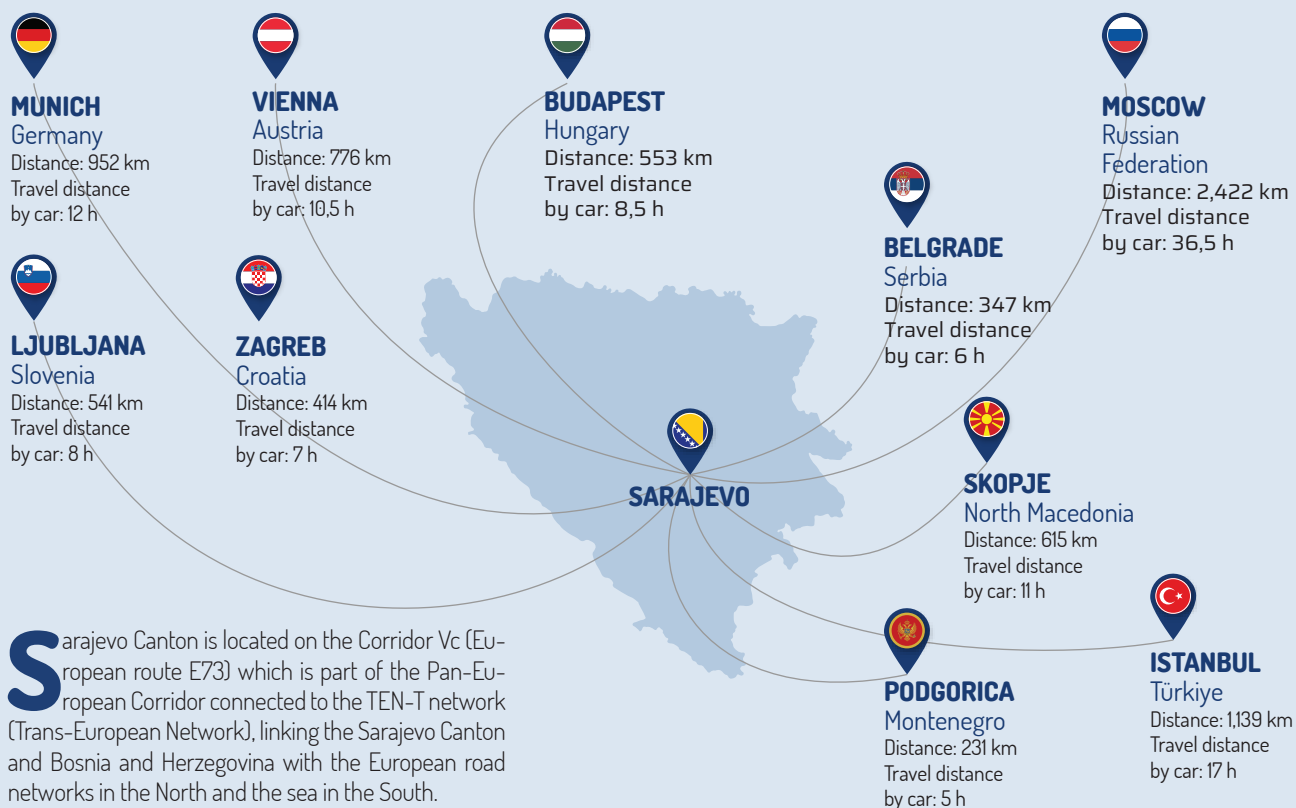 MUNICH
Germany
Distance: 952 km
Travel distance
by car: 12 h
VIENNA
Austria
Distance: 776 km
Travel distance
by car: 10,5 h
BUDAPEST
Hungary
Distance: 553 km
Travel distance
by car: 8,5 h
MOSCOW
Russian
Federation
Distance: 2,422 km
Travel distance
by car: 36,5 h
BELGRADE
Serbia
Distance: 347 km
Travel distance
by car: 6 h
LJUBLJANA
Slovenia
Distance: 541 km
Travel distance
by car: 8 h
ZAGREB
Croatia
Distance: 414 km
Travel distance
by car: 7 h
SARAJEVO
SKOPJE
North Macedonia
Distance: 615 km
Travel distance
by car: 11 h
ISTANBUL
Türkiye
Distance: 1,139 km
Travel distance
by car: 17 h
PODGORICA
Montenegro
Distance: 231 km
Travel distance
by car: 5 h
Sarajevo Canton is located on the Corridor Vc (Eu-
ropean route E73) which is part of the Pan-Eu-
ropean Corridor connected to the TEN-T network
(Trans-European Network), linking the Sarajevo Canton
and Bosnia and Herzegovina with the European road
networks in the North and the sea in the South.